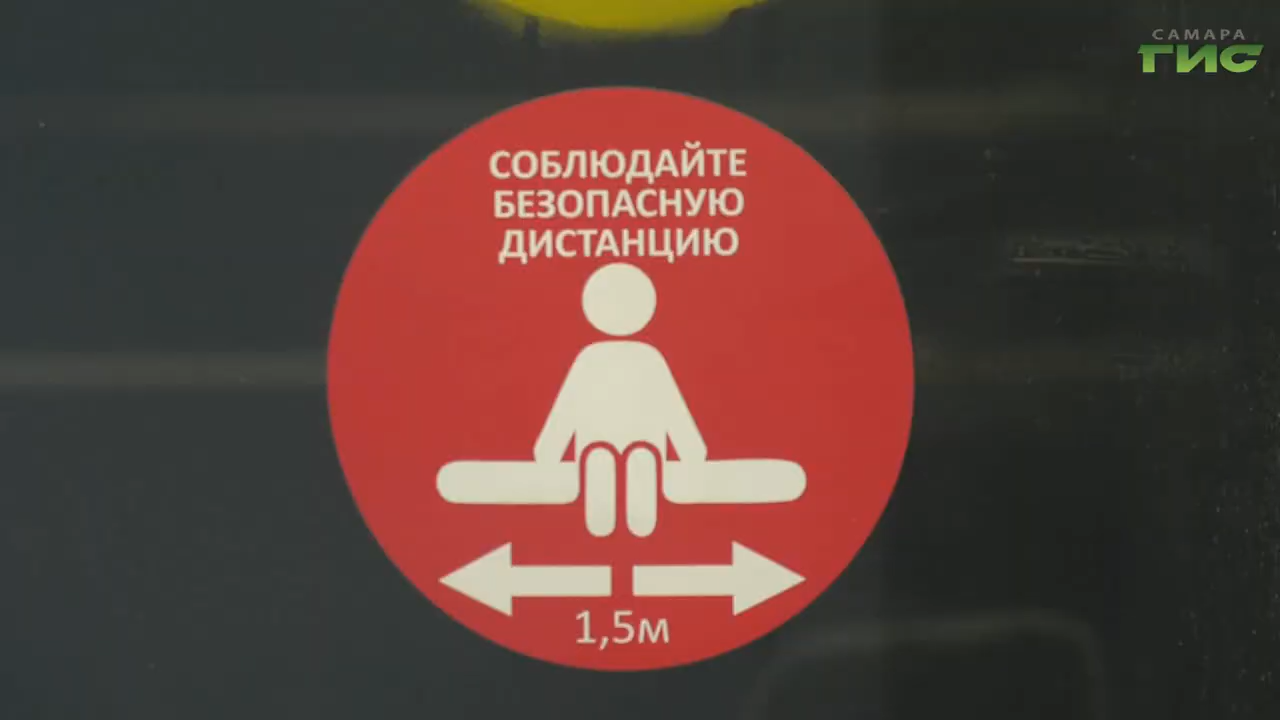 САМАРА
ГИС
СОБЛЮДАЙТЕ
БЕЗОПАСНУЮ
ДИСТАНЦИЮ
1,5м